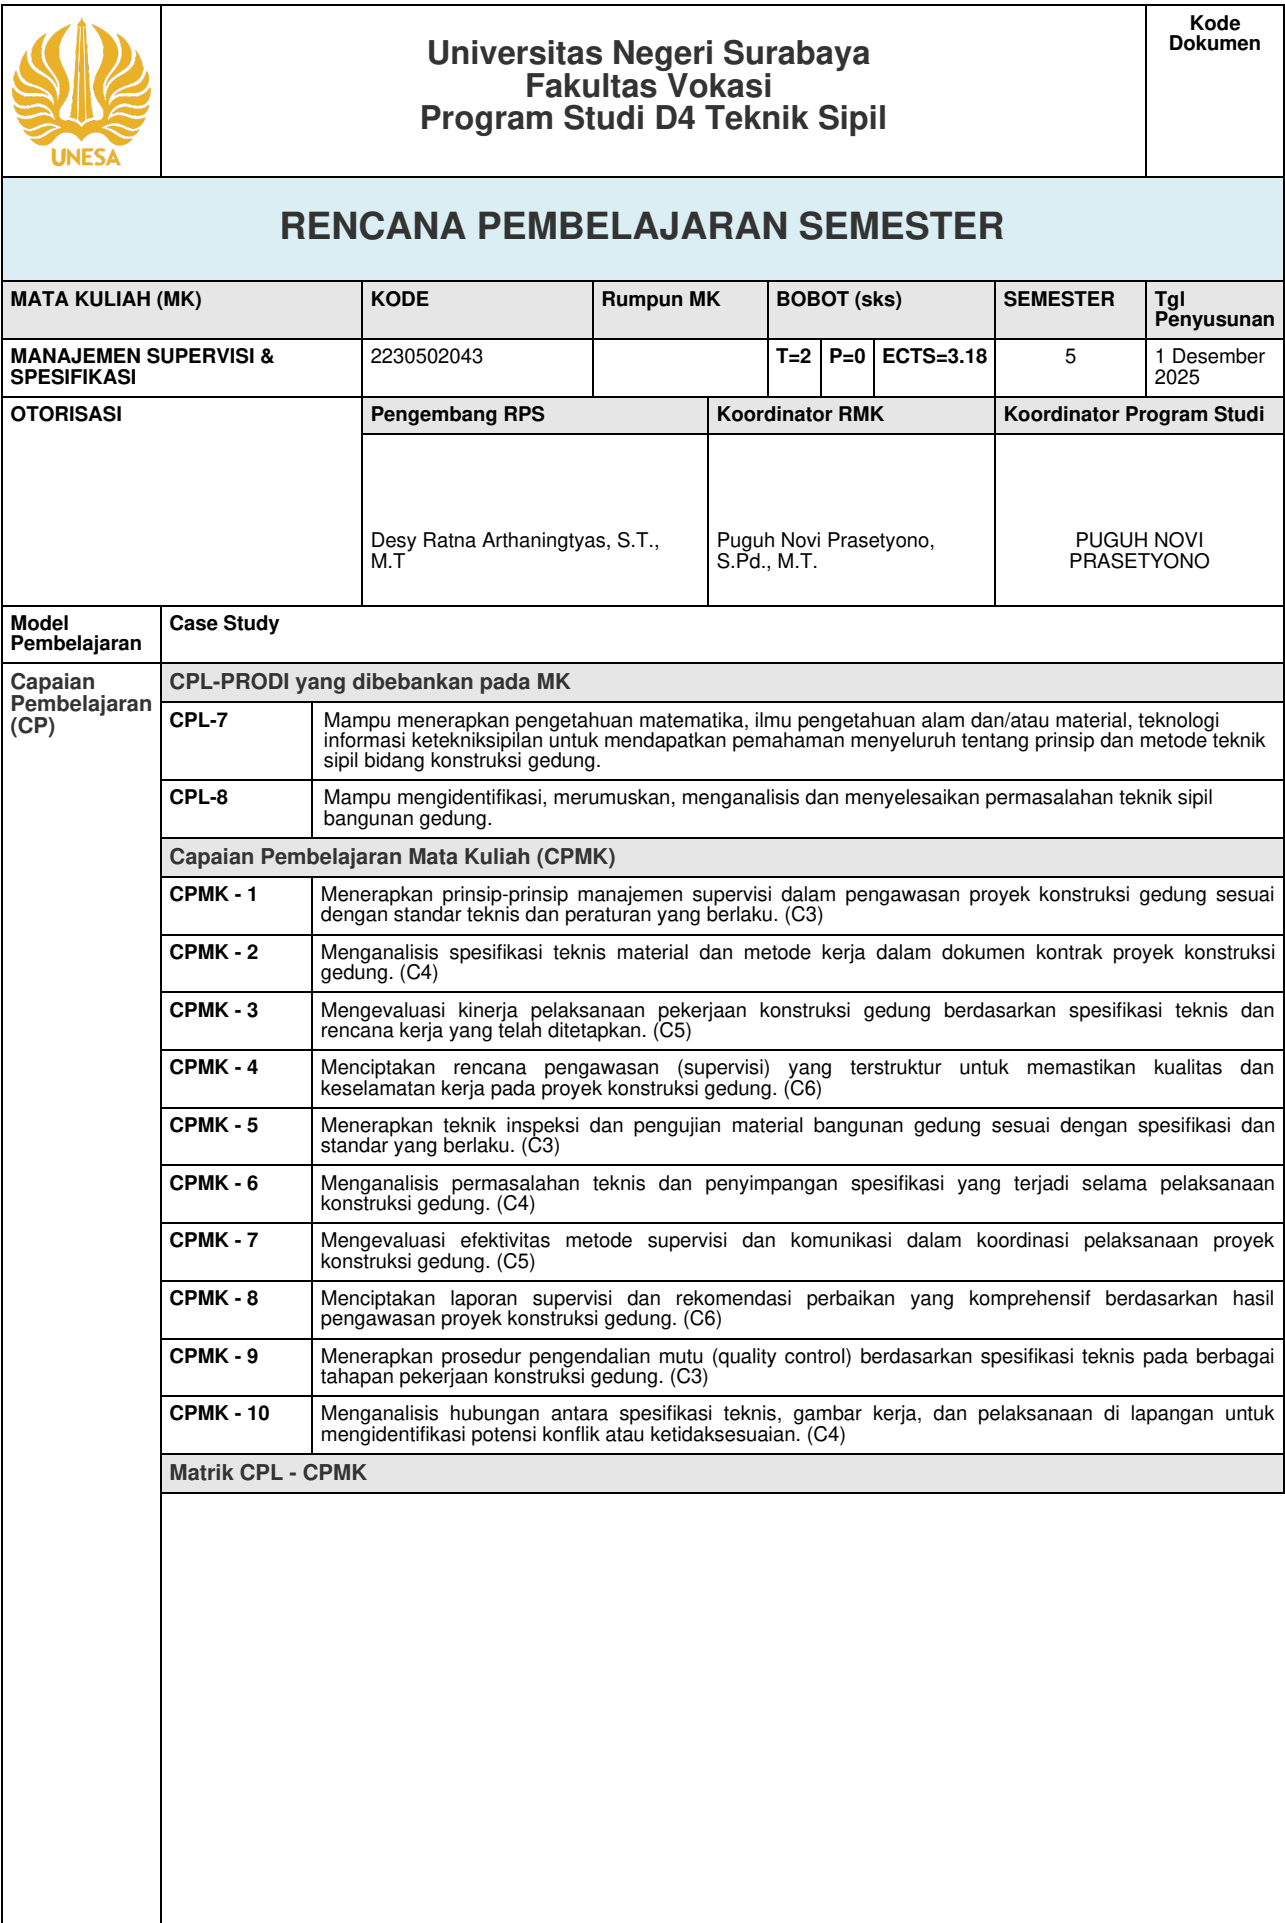 UNESA
Universitas Negeri Surabaya
Fakultas Vokasi
Program Studi D4 Teknik Sipil
Kode
Dokumen
RENCANA PEMBELAJARAN SEMESTER
MATA KULIAH (MK)
KODE
Rumpun MK
BOBOT (sks)
SEMESTER
Tgl
Penyusunan
MANAJEMEN SUPERVISI &
SPESIFIKASI
2230502043
T=2
P=0
ECTS=3.18
5
1 Desember
2025
OTORISASI
Pengembang RPS
Koordinator RMK
Koordinator Program Studi
Desy Ratna Arthaningtyas, S.T.,
M.T
Puguh Novi Prasetyono,
S.Pd., M.T.
PUGUH NOVI
PRASETYONO
Model
Pembelajaran
Case Study
Capaian
Pembelajaran
(CP)
CPL-PRODI yang dibebankan pada MK
CPL-7
Mampu menerapkan pengetahuan matematika, ilmu pengetahuan alam dan/atau material, teknologi
informasi ketekniksipilan untuk mendapatkan pemahaman menyeluruh tentang prinsip dan metode teknik
sipil bidang konstruksi gedung.
CPL-8
Mampu mengidentifikasi, merumuskan, menganalisis dan menyelesaikan permasalahan teknik sipil
bangunan gedung.
Capaian Pembelajaran Mata Kuliah (CPMK)
CPMK - 1
Menerapkan prinsip-prinsip manajemen supervisi dalam pengawasan proyek konstruksi gedung sesuai
dengan standar teknis dan peraturan yang berlaku. (C3)
CPMK - 2
Menganalisis spesifikasi teknis material dan metode kerja dalam dokumen kontrak proyek konstruksi
gedung. (C4)
CPMK - 3
Mengevaluasi kinerja pelaksanaan pekerjaan konstruksi gedung berdasarkan spesifikasi teknis dan
rencana kerja yang telah ditetapkan. (C5)
CPMK - 4
Menciptakan rencana pengawasan (supervisi) yang terstruktur untuk memastikan kualitas dan
keselamatan kerja pada proyek konstruksi gedung. (C6)
CPMK - 5
Menerapkan teknik inspeksi dan pengujian material bangunan gedung sesuai dengan spesifikasi dan
standar yang berlaku. (C3)
CPMK - 6
Menganalisis permasalahan teknis dan penyimpangan spesifikasi yang terjadi selama pelaksanaan
konstruksi gedung. (C4)
CPMK - 7
Mengevaluasi efektivitas metode supervisi dan komunikasi dalam koordinasi pelaksanaan proyek
konstruksi gedung. (C5)
CPMK - 8
Menciptakan laporan supervisi dan rekomendasi perbaikan yang komprehensif berdasarkan hasil
pengawasan proyek konstruksi gedung. (C6)
CPMK - 9
Menerapkan prosedur pengendalian mutu (quality control) berdasarkan spesifikasi teknis pada berbagai
tahapan pekerjaan konstruksi gedung. (C3)
CPMK - 10
Menganalisis hubungan antara spesifikasi teknis, gambar kerja, dan pelaksanaan di lapangan untuk
mengidentifikasi potensi konflik atau ketidaksesuaian. (C4)
Matrik CPL - CPMK